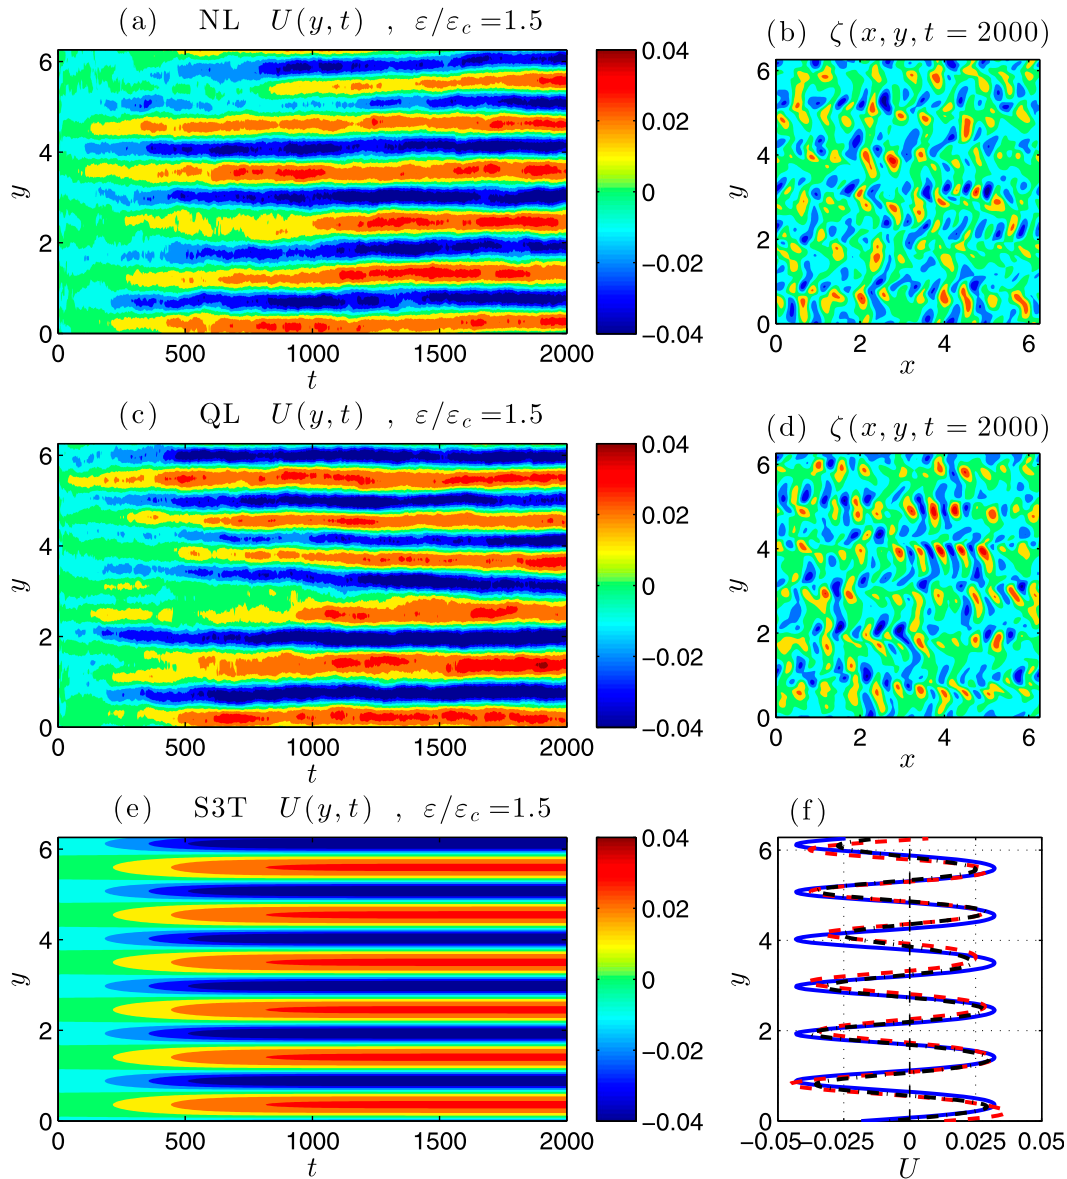 (a) NL U(y,t) , ε/ε_c=1.5
(b) ζ(x,y,t=2000)
6
4
2
0
y
0 500 1000 1500 2000
t
0.04
0.02
0
−0.02
−0.04
6
4
2
0
y
0 2 4 6
x
(c) QL U(y,t) , ε/ε_c=1.5
(d) ζ(x,y,t=2000)
6
4
2
0
y
0 500 1000 1500 2000
t
0.04
0.02
0
−0.02
−0.04
6
4
2
0
y
0 2 4 6
x
(e) S3T U(y,t) , ε/ε_c=1.5
(f)
6
4
2
0
y
0 500 1000 1500 2000
t
0.04
0.02
0
−0.02
−0.04
6
4
2
0
y
−0.05 −0.025 0 0.025 0.05
U